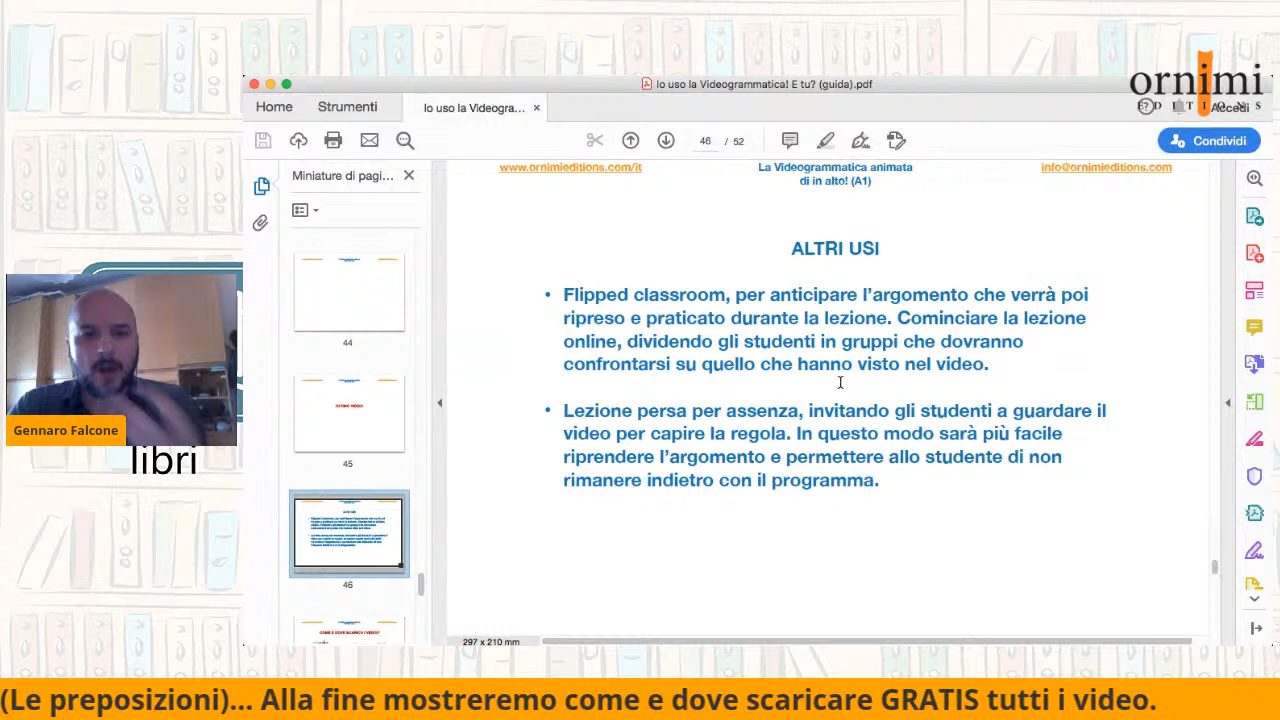 ornimi
EDITIONS
Io uso la Videogrammatica! E tu? (guida).pdf
Home
Strumenti
Io uso la Videogra...
Accedi
46 / 52
Condividi
Miniature di pagi...
www.ornimieditions.com/it
La Videogrammatica animata
di in alto! (A1)
info@ornimieditions.com
ALTRI USI
• Flipped classroom, per anticipare l'argomento che verrà poi
ripreso e praticato durante la lezione. Cominciare la lezione
online, dividendo gli studenti in gruppi che dovranno
confrontarsi su quello che hanno visto nel video.
• Lezione persa per assenza, invitando gli studenti a guardare il
video per capire la regola. In questo modo sarà più facile
riprendere l'argomento e permettere allo studente di non
rimanere indietro con il programma.
44
45
46
297 x 210 mm
Gennaro Falcone
libri
(Le preposizioni)... Alla fine mostreremo come e dove scaricare GRATIS tutti i video.